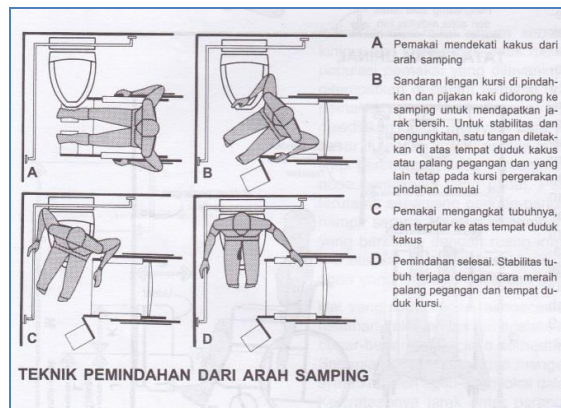 A Pemakai mendekati kakus dari
arah samping
B Sandaran lengan kursi di pindah-
kan dan pijakan kaki didorong ke
samping untuk mendapatkan ja-
rak bersih. Untuk stabilitas dan
pengungkitan, satu tangan diletak-
kan di atas tempat duduk kakus
atau palang pegangan dan yang
lain tetap pada kursi pergerakan
pindahan dimulai
C Pemakai mengangkat tubuhnya,
dan terputar ke atas tempat duduk
kakus
D Pemindahan selesai. Stabilitas tu-
buh terjaga dengan cara meraih
palang pegangan dan tempat du-
duk kursi.
A
B
C
D
TEKNIK PEMINDAHAN DARI ARAH SAMPING